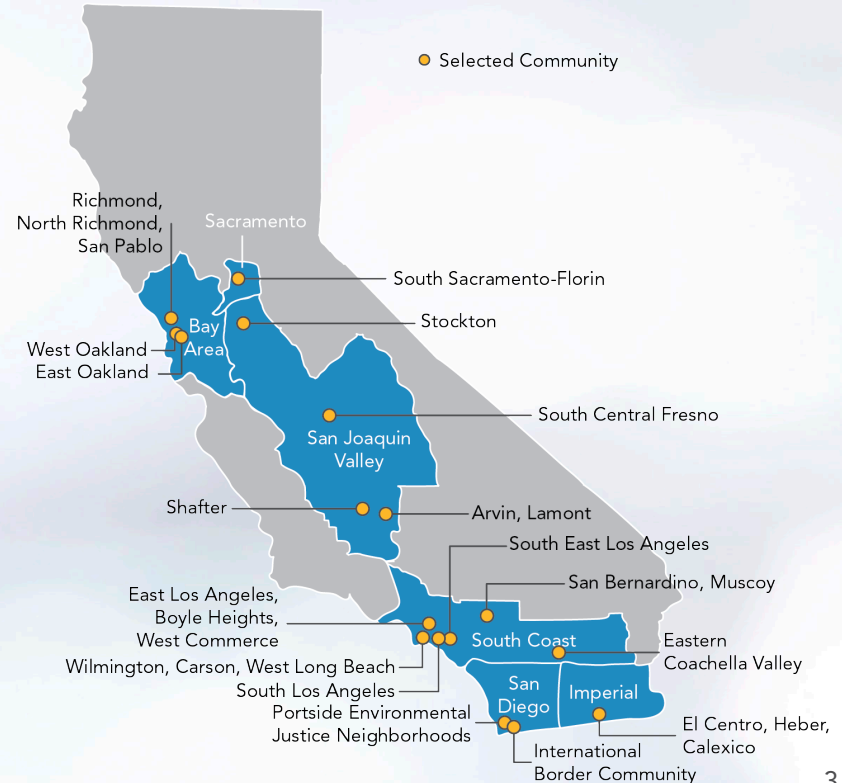 Selected Community
Richmond,
North Richmond,
San Pablo
Sacramento
South Sacramento-Florin
Stockton
Bay
Area
West Oakland
East Oakland
South Central Fresno
San Joaquin
Valley
Shafter
Arvin, Lamont
South East Los Angeles
San Bernardino, Muscoy
East Los Angeles,
Boyle Heights,
West Commerce
South Coast
Eastern
Coachella Valley
Wilmington, Carson, West Long Beach
South Los Angeles
San
Diego
Imperial
Portside Environmental
Justice Neighborhoods
El Centro, Heber,
Calexico
International
Border Community
3